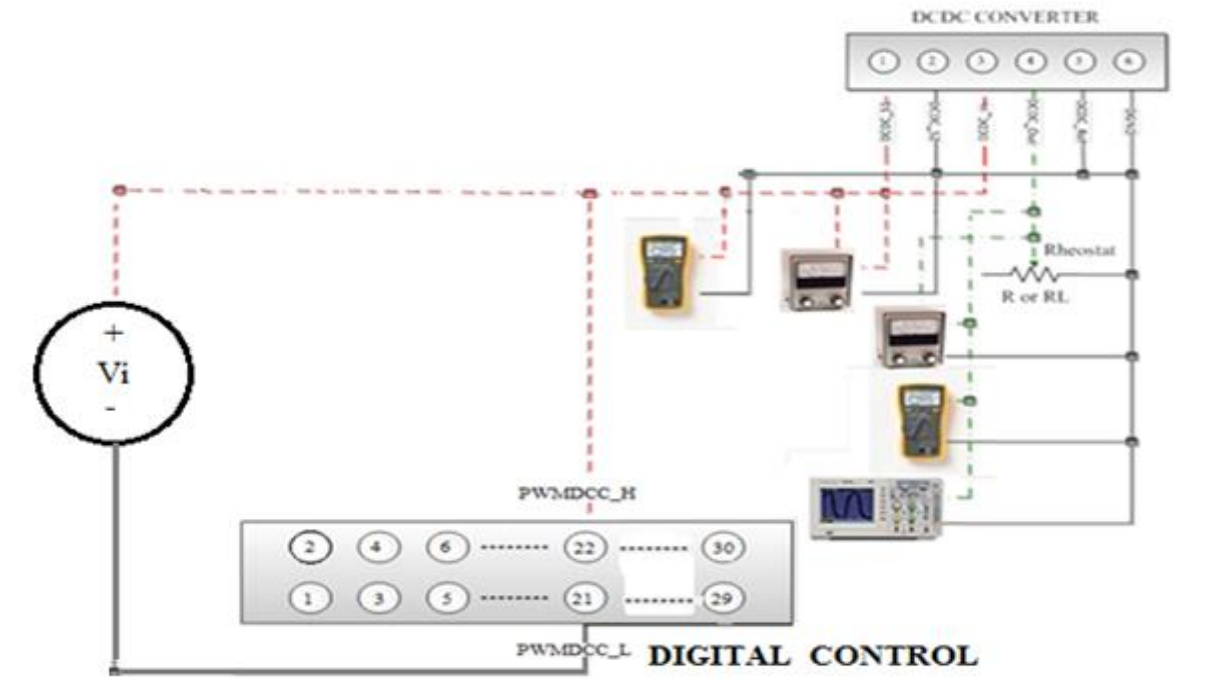 DCDC CONVERTER
1 2 3 4 5 6
Rheostat
R or RL
+
Vi
-
PWMDCC_H
2 4 6 -------- 22 -------- 30
1 3 5 -------- 21 -------- 29
PWMDCC_L
DIGITAL CONTROL